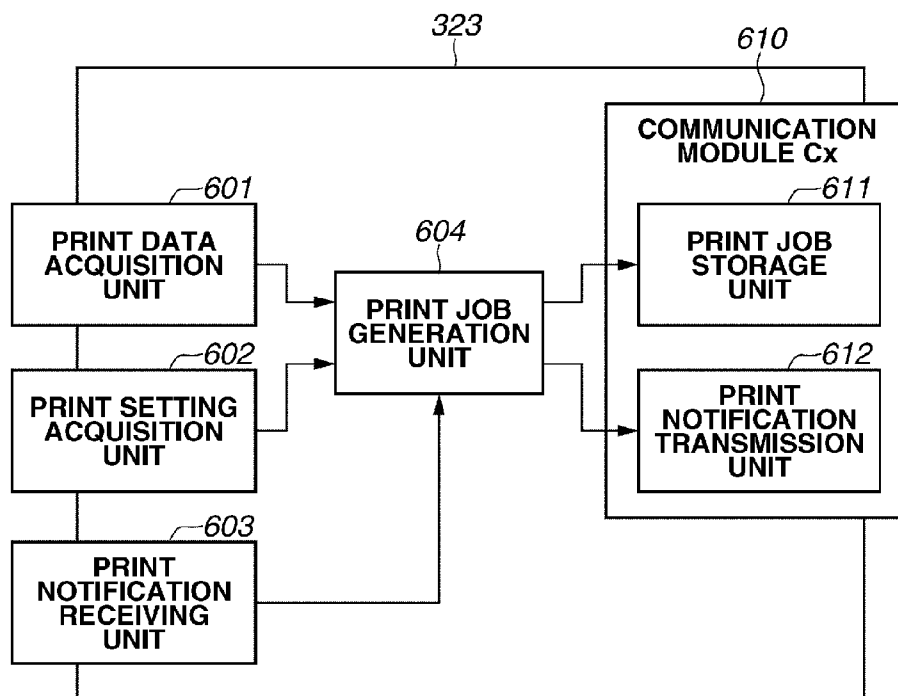 323
610
COMMUNICATION
MODULE Cx
601
PRINT DATA
ACQUISITION
UNIT
604
PRINT JOB
GENERATION
UNIT
611
PRINT JOB
STORAGE
UNIT
602
PRINT SETTING
ACQUISITION
UNIT
612
PRINT
NOTIFICATION
TRANSMISSION
UNIT
603
PRINT
NOTIFICATION
RECEIVING
UNIT